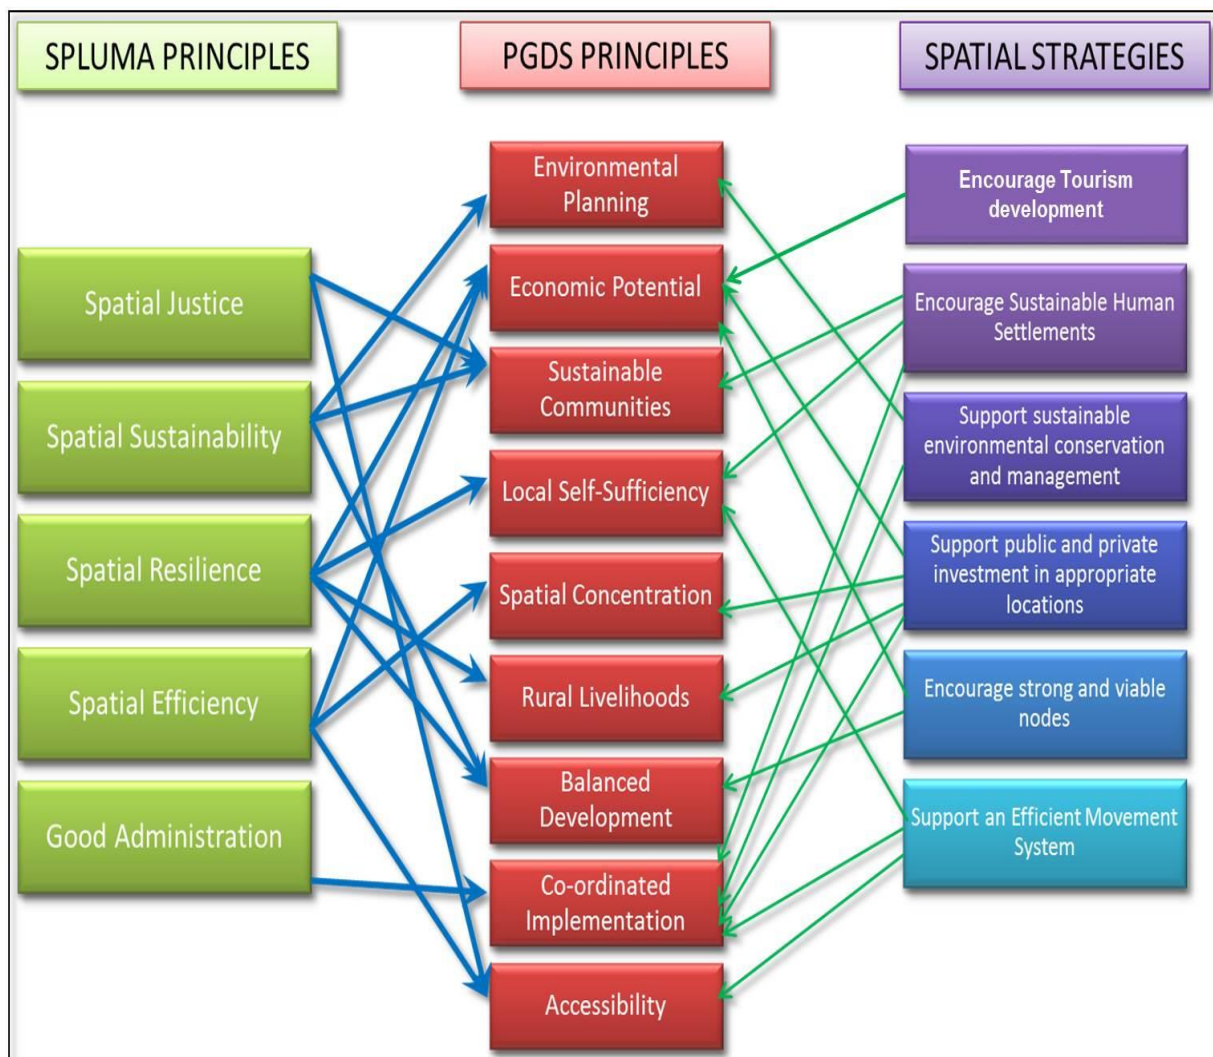 SPLUMA PRINCIPLES
PGDS PRINCIPLES
SPATIAL STRATEGIES
Spatial Justice
Spatial Sustainability
Spatial Resilience
Spatial Efficiency
Good Administration
Environmental
Planning
Economic Potential
Sustainable
Communities
Local Self-Sufficiency
Spatial Concentration
Rural Livelihoods
Balanced
Development
Co-ordinated
Implementation
Accessibility
Encourage Tourism
development
Encourage Sustainable Human
Settlements
Support sustainable
environmental conservation
and management
Support public and private
investment in appropriate
locations
Encourage strong and viable
nodes
Support an Efficient Movement
System